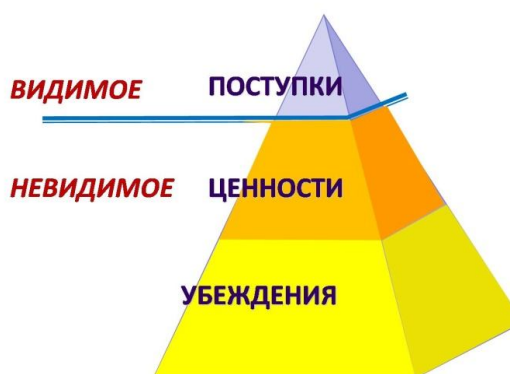 ВИДИМОЕ ПОСТУПКИ
НЕВИДИМОЕ ЦЕННОСТИ
УБЕЖДЕНИЯ